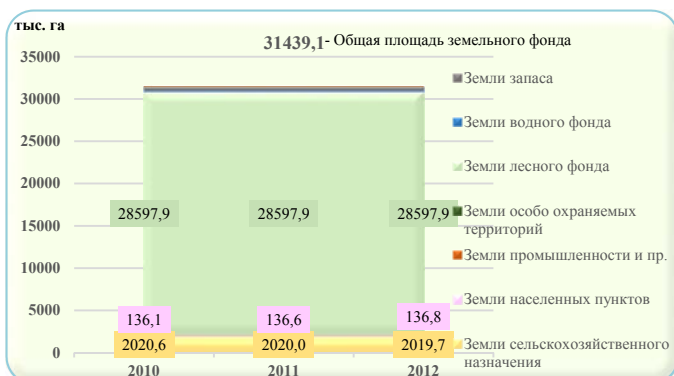 тыс. га
31439,1- Общая площадь земельного фонда
35000
30000
25000
20000
15000
10000
5000
0
28597,9 28597,9 28597,9
136,1 136,6 136,8
2020,6 2020,0 2019,7
2010 2011 2012
Земли запаса
Земли водного фонда
Земли лесного фонда
Земли особо охраняемых
территорий
Земли промышленности и пр.
Земли населенных пунктов
Земли сельскохозяйственного
назначения